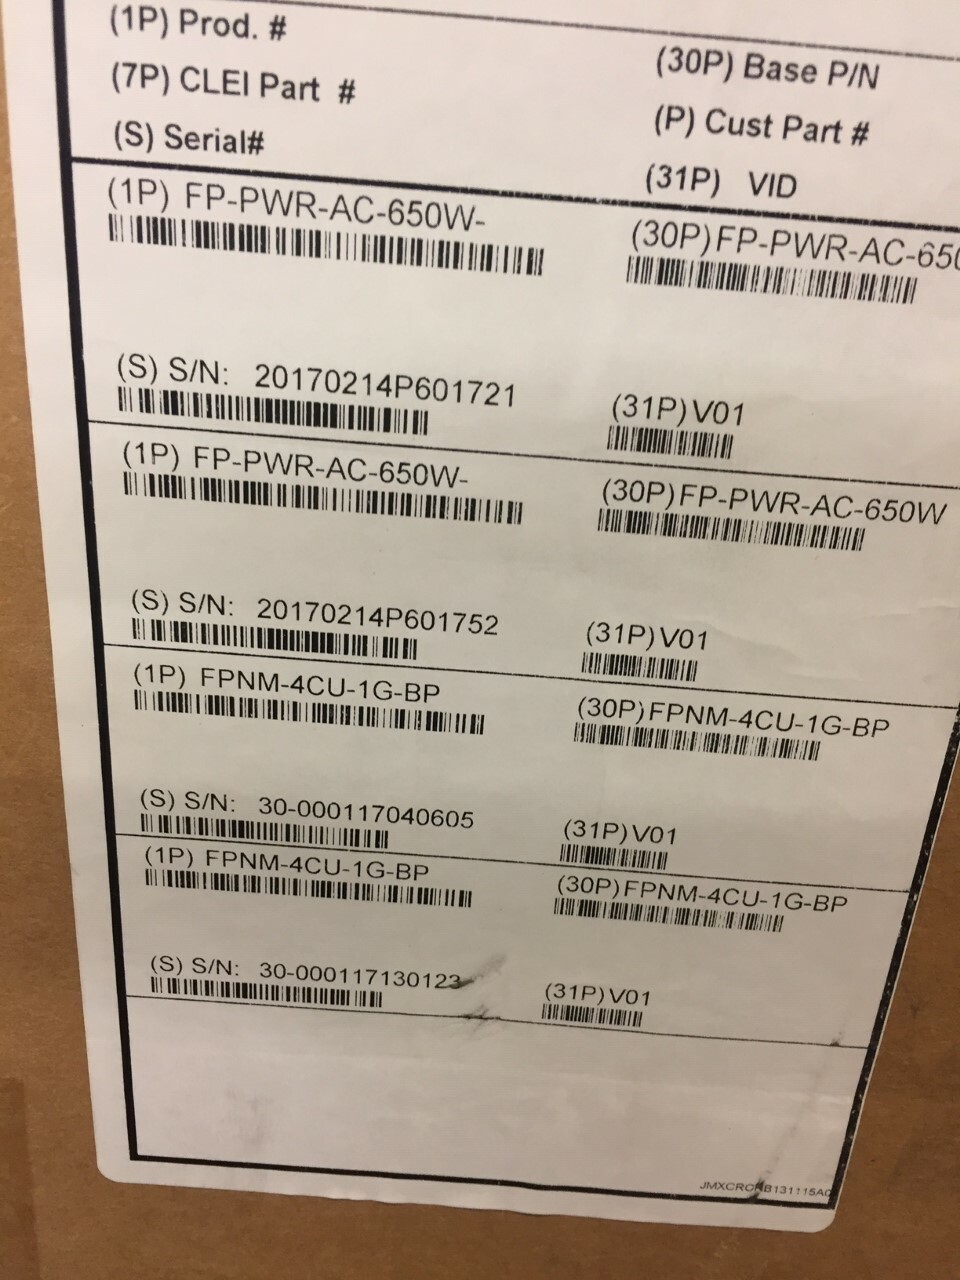 (1P) Prod. # (30P) Base P/N
(7P) CLEI Part # (P) Cust Part #
(S) Serial# (31P) VID
(1P) FP-PWR-AC-650W- (30P)FP-PWR-AC-650
(S) S/N: 20170214P601721 (31P)V01
(1P) FP-PWR-AC-650W- (30P)FP-PWR-AC-650W
(S) S/N: 20170214P601752 (31P)V01
(1P) FPNM-4CU-1G-BP (30P)FPNM-4CU-1G-BP
(S) S/N: 30-000117040605 (31P)V01
(1P) FPNM-4CU-1G-BP (30P)FPNM-4CU-1G-BP
(S) S/N: 30-000117130123 (31P)V01